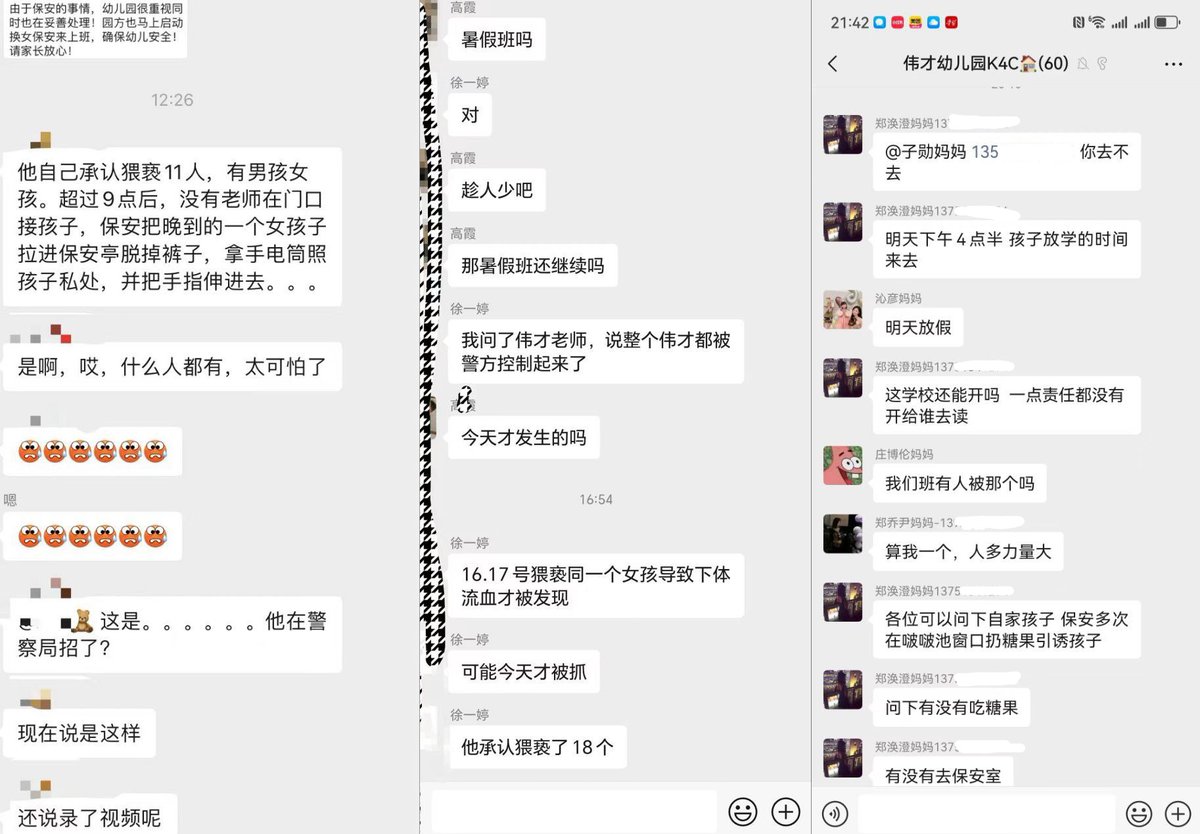 由于保安的事情，幼儿园很重视同
时也在妥善处理！园方也马上启动
换女保安来上班，确保幼儿安全！
请家长放心！
12:26
他自己承认猥亵11人，有男孩女
孩。超过9点后，没有老师在门口
接孩子，保安把晚到的一个女孩子
拉进保安亭脱掉裤子，拿手电筒照
孩子私处，并把手指伸进去。。。
是啊，哎，什么人都有，太可怕了
嗯
这是。。。。。。他在警
察局招了？
现在说是这样
还说录了视频呢
高霞
暑假班吗
徐一婷
对
高霞
趁人少吧
高霞
那暑假班还继续吗
徐一婷
我问了伟才老师，说整个伟才都被
警方控制起来了
高霞
今天才发生的吗
16:54
徐一婷
16.17号猥亵同一个女孩导致下体
流血才被发现
徐一婷
可能今天才被抓
徐一婷
他承认猥亵了18个
21:42
伟才幼儿园K4C(60)
郑涣澄妈妈13
@子勋妈妈 135 你去不
去
郑涣澄妈妈137
明天下午4点半 孩子放学的时间
来去
沁彦妈妈
明天放假
郑涣澄妈妈137
这学校还能开吗 一点责任都没有
开给谁去读
庄博伦妈妈
我们班有人被那个吗
郑乔尹妈妈-13
算我一个，人多力量大
郑涣澄妈妈1375
各位可以问下自家孩子 保安多次
在啵啵池窗口扔糖果引诱孩子
郑涣澄妈妈137
问下有没有吃糖果
郑涣澄妈妈137
有没有去保安室